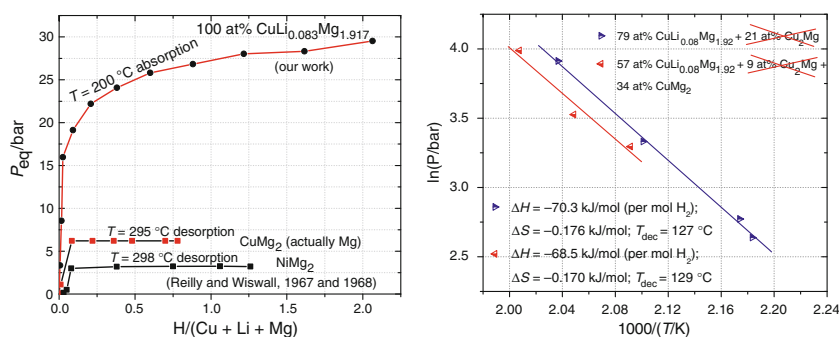 100 at% CuLi0.083Mg1.917
(our work)
T = 200 °C absorption
T = 295 °C desorption
CuMg2 (actually Mg)
T = 298 °C desorption
NiMg2
(Reilly and Wiswall, 1967 and 1968)
Peq/bar
30
25
20
15
10
5
0
0.0 0.5 1.0 1.5 2.0
H/(Cu + Li + Mg)
79 at% CuLi0.08Mg1.92 + 21 at% Cu2Mg
57 at% CuLi0.08Mg1.92 + 9 at% Cu2Mg +
34 at% CuMg2
ΔH = −70.3 kJ/mol (per mol H2);
ΔS = −0.176 kJ/mol; Tdec = 127 °C
ΔH = −68.5 kJ/mol (per mol H2);
ΔS = −0.170 kJ/mol; Tdec = 129 °C
ln(P/bar)
4.0
3.5
3.0
2.5
2.00 2.04 2.08 2.12 2.16 2.20 2.24
1000/(T/K)